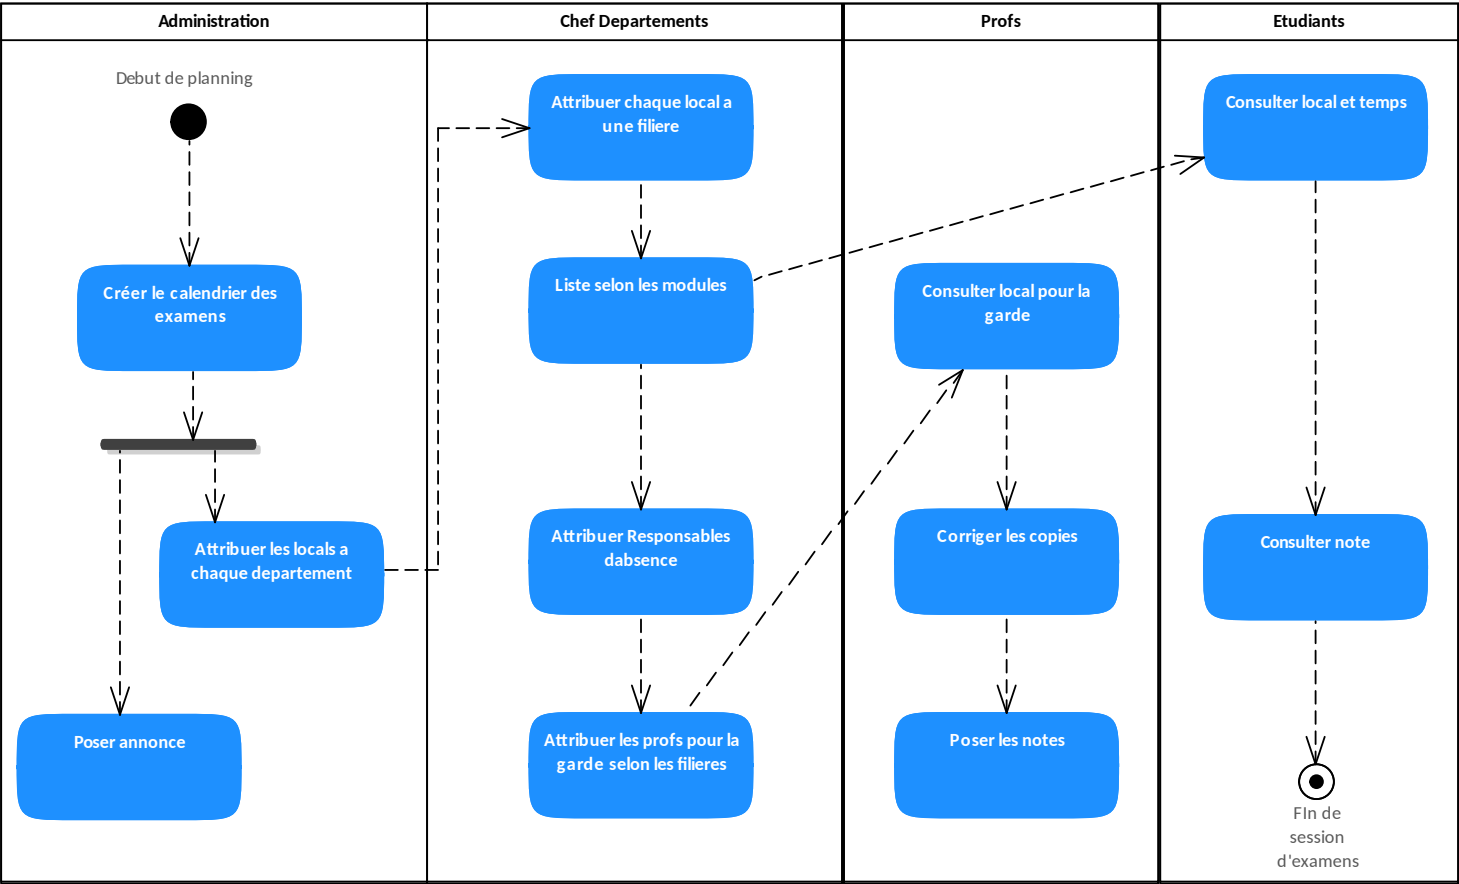 Administration
Chef Departements
Profs
Etudiants
Debut de planning
Créer le calendrier des
examens
Attribuer les locals a
chaque departement
Poser annonce
Attribuer chaque local a
une filiere
Liste selon les modules
Attribuer Responsables
dabsence
Attribuer les profs pour la
garde selon les filieres
Consulter local pour la
garde
Corriger les copies
Poser les notes
Consulter local et temps
Consulter note
FIn de
session
d'examens